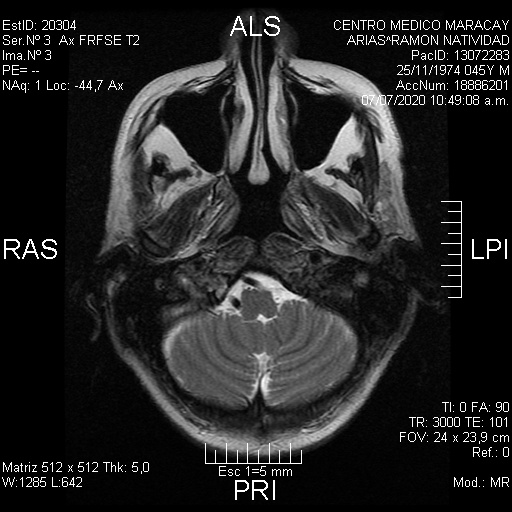 EstID: 20304
Ser.Nº 3 Ax FRFSE T2
Ima.Nº 3
PE= --
NAq: 1 Loc: -44,7 Ax
ALS
CENTRO MEDICO MARACAY
ARIAS^RAMON NATIVIDAD
PacID: 13072283
25/11/1974 045Y M
AccNum: 18886201
07/07/2020 10:49:08 a.m.
RAS
LPI
TI: 0 FA: 90
TR: 3000 TE: 101
FOV: 24 x 23,9 cm
Ref.: 0
Matriz 512 x 512 Thk: 5,0
W:1285 L:642
Esc 1=5 mm
PRI
Mod.: MR